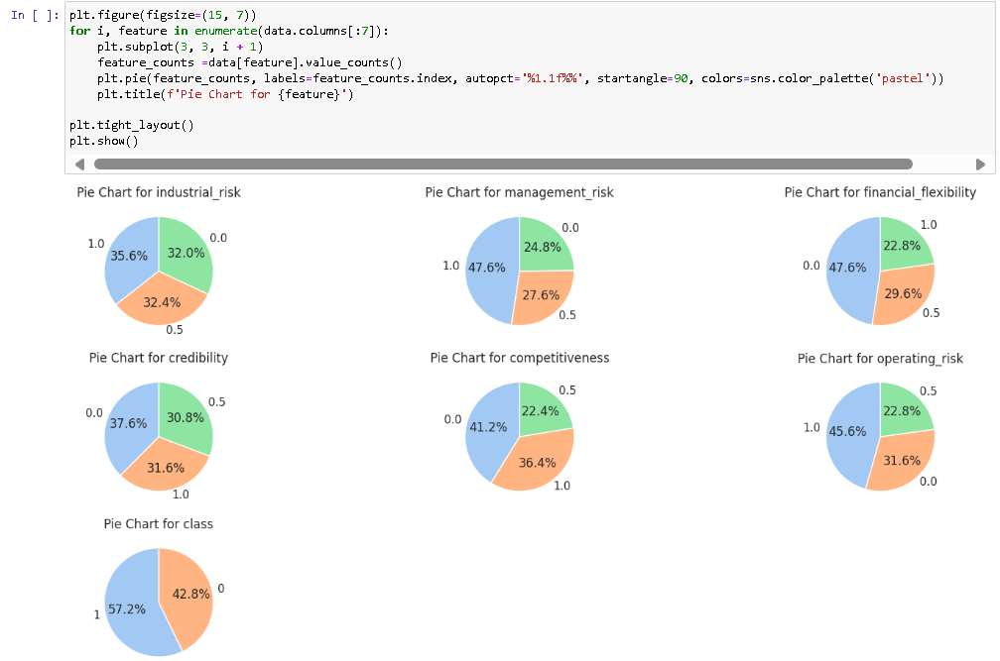 In [ ]: plt.figure(figsize=(15, 7))
for i, feature in enumerate(data.columns[:7]):
    plt.subplot(3, 3, i + 1)
    feature_counts =data[feature].value_counts()
    plt.pie(feature_counts, labels=feature_counts.index, autopct='%1.1f%%', startangle=90, colors=sns.color_palette('pastel'))
    plt.title(f'Pie Chart for {feature}')
plt.tight_layout()
plt.show()
Pie Chart for industrial_risk
1.0
35.6%
32.0%
0.0
32.4%
0.5
Pie Chart for management_risk
0.0
24.8%
1.0
47.6%
27.6%
0.5
Pie Chart for financial_flexibility
1.0
22.8%
0.0
47.6%
29.6%
0.5
Pie Chart for credibility
0.0
37.6%
30.8%
0.5
31.6%
1.0
Pie Chart for competitiveness
0.5
22.4%
0.0
41.2%
36.4%
1.0
Pie Chart for operating_risk
0.5
22.8%
1.0
45.6%
31.6%
0.0
Pie Chart for class
42.8%
0
57.2%
1